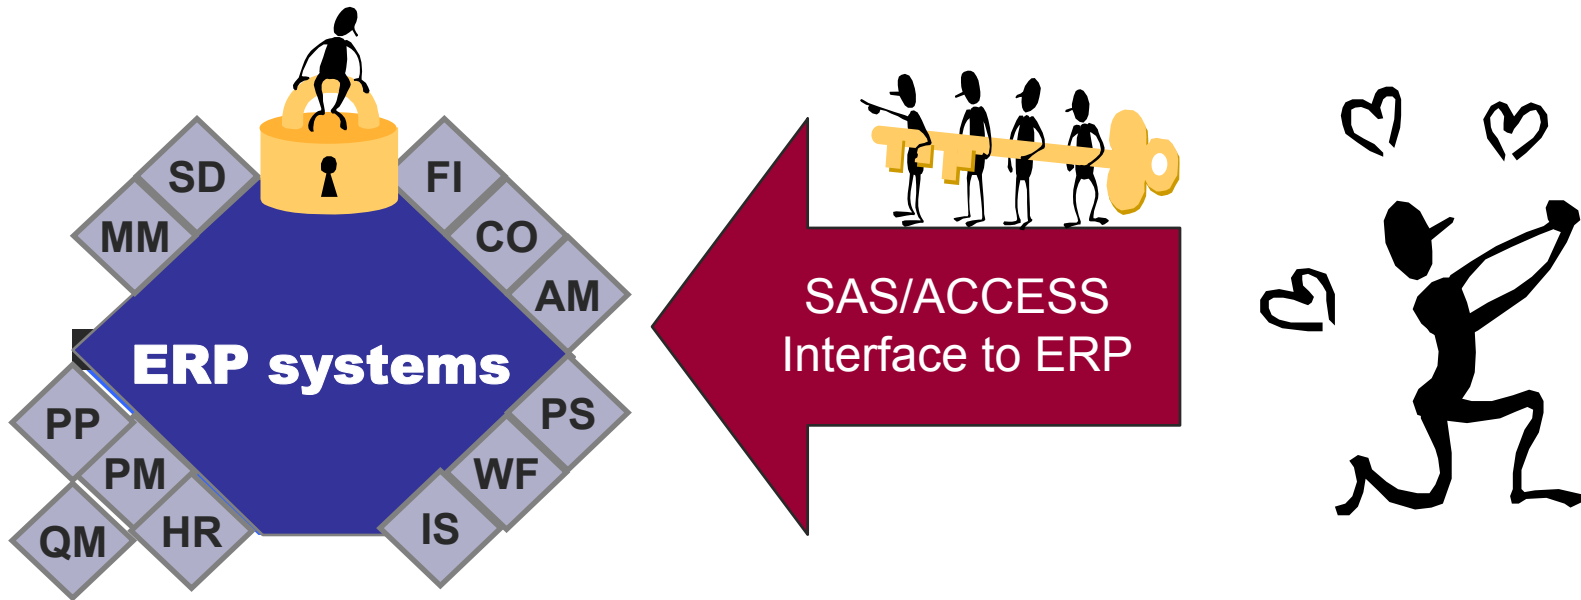 SD
MM
FI
CO
AM
ERP systems
PP
PM
QM
HR
PS
WF
IS
SAS/ACCESS
Interface to ERP